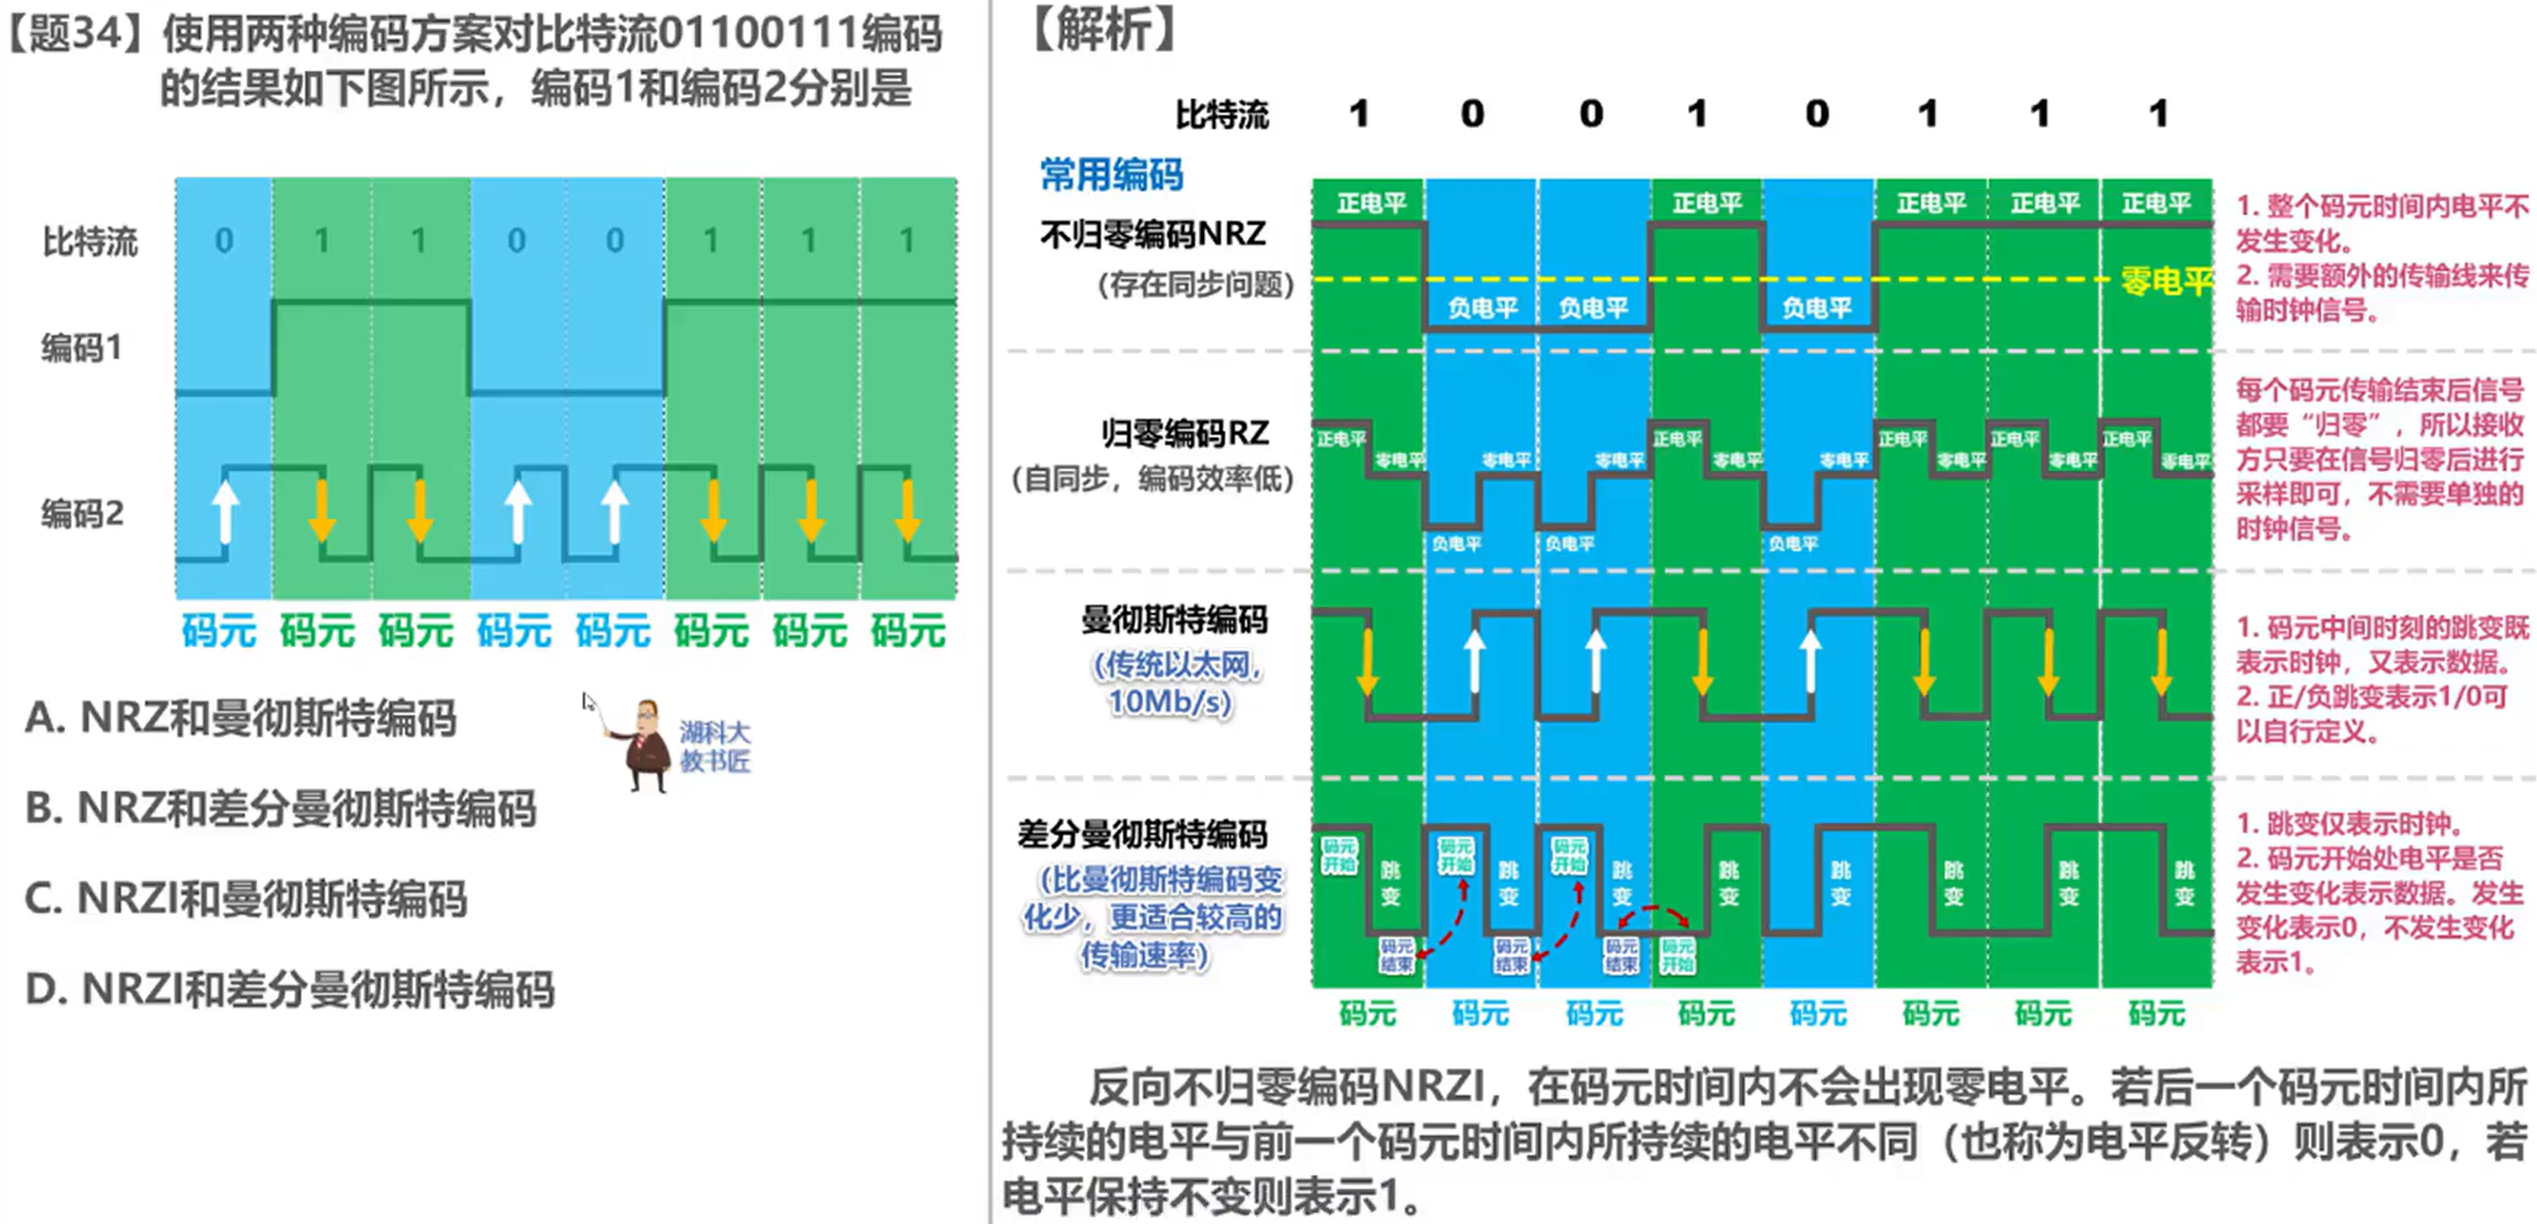 【题34】使用两种编码方案对比特流01100111编码
的结果如下图所示，编码1和编码2分别是
比特流 0 1 1 0 0 1 1 1
编码1
编码2
码元 码元 码元 码元 码元 码元 码元 码元
A. NRZ和曼彻斯特编码
B. NRZ和差分曼彻斯特编码
C. NRZI和曼彻斯特编码
D. NRZI和差分曼彻斯特编码
湖科大
教书匠
【解析】
比特流 1 0 0 1 0 1 1 1
常用编码
正电平 正电平 正电平 正电平 正电平
不归零编码NRZ
（存在同步问题）
零电平
负电平 负电平 负电平
1. 整个码元时间内电平不
发生变化。
2. 需要额外的传输线来传
输时钟信号。
归零编码RZ
（自同步，编码效率低）
正电平 正电平 正电平 正电平 正电平
零电平 零电平 零电平 零电平 零电平 零电平 零电平 零电平
负电平 负电平 负电平
每个码元传输结束后信号
都要“归零”，所以接收
方只要在信号归零后进行
采样即可，不需要单独的
时钟信号。
曼彻斯特编码
（传统以太网，
10Mb/s）
1. 码元中间时刻的跳变既
表示时钟，又表示数据。
2. 正/负跳变表示1/0可
以自行定义。
差分曼彻斯特编码
（比曼彻斯特编码变
化少，更适合较高的
传输速率）
码元
开始
码元
开始
码元
开始
跳
变
跳
变
跳
变
跳
变
跳
变
跳
变
跳
变
跳
变
码元
结束
码元
结束
码元
结束
码元
开始
1. 跳变仅表示时钟。
2. 码元开始处电平是否
发生变化表示数据。发生
变化表示0，不发生变化
表示1。
码元 码元 码元 码元 码元 码元 码元 码元
反向不归零编码NRZI，在码元时间内不会出现零电平。若后一个码元时间内所
持续的电平与前一个码元时间内所持续的电平不同（也称为电平反转）则表示0，若
电平保持不变则表示1。